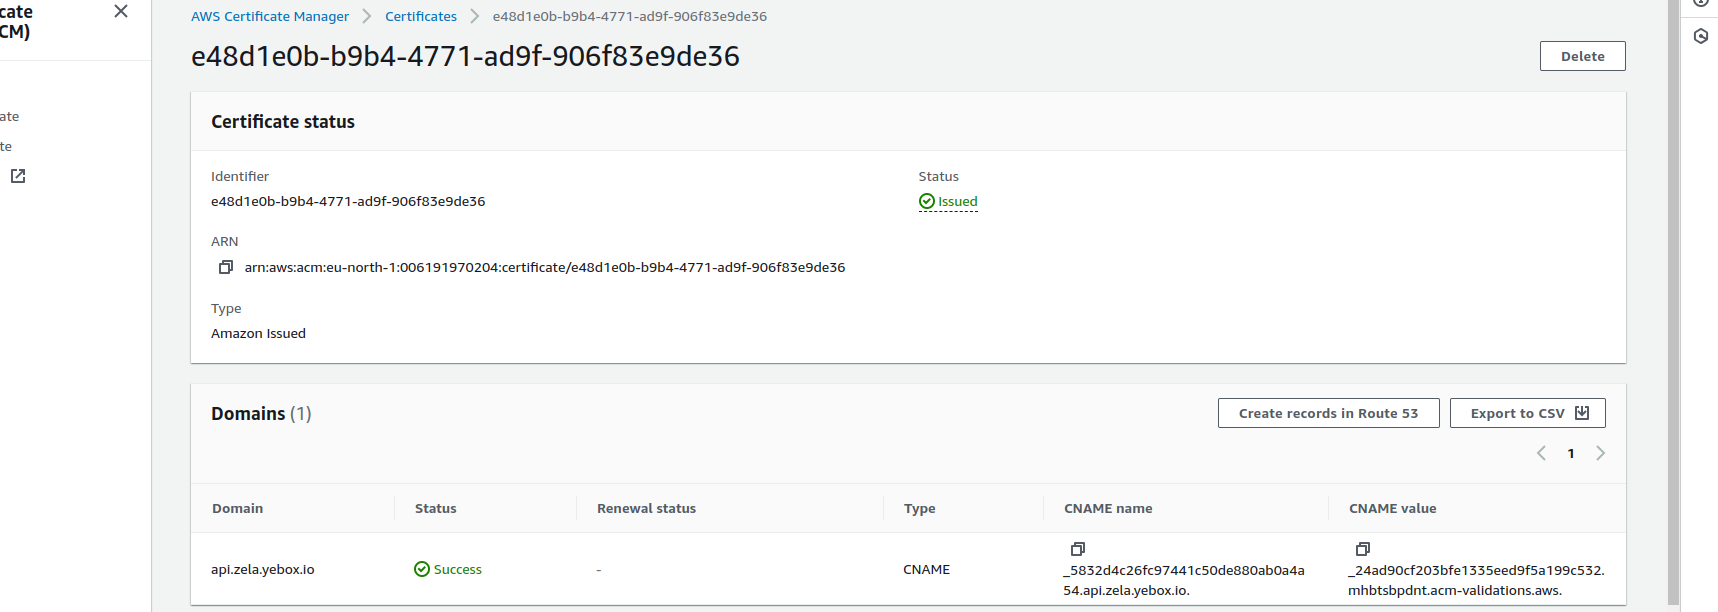 cate
CM)
ate
te
AWS Certificate Manager > Certificates > e48d1e0b-b9b4-4771-ad9f-906f83e9de36
e48d1e0b-b9b4-4771-ad9f-906f83e9de36
Delete
Certificate status
Identifier
e48d1e0b-b9b4-4771-ad9f-906f83e9de36
Status
Issued
ARN
arn:aws:acm:eu-north-1:006191970204:certificate/e48d1e0b-b9b4-4771-ad9f-906f83e9de36
Type
Amazon Issued
Domains (1)
Create records in Route 53
Export to CSV
1
Domain Status Renewal status Type CNAME name CNAME value
api.zela.yebox.io Success - CNAME
_5832d4c26fc97441c50de880ab0a4a
54.api.zela.yebox.io.
_24ad90cf203bfe1335eed9f5a199c532.
mhbtsbpdnt.acm-validations.aws.